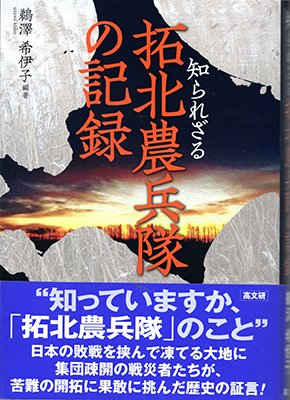 知られざる
拓北農兵隊
の記録
鵜澤 希伊子 編著
高文研
“知っていますか、
「拓北農兵隊」のこと”
日本の敗戦を挟んで凍てる大地に
集団疎開の戦災者たちが、
苦難の開拓に果敢に挑んだ歴史の証言!